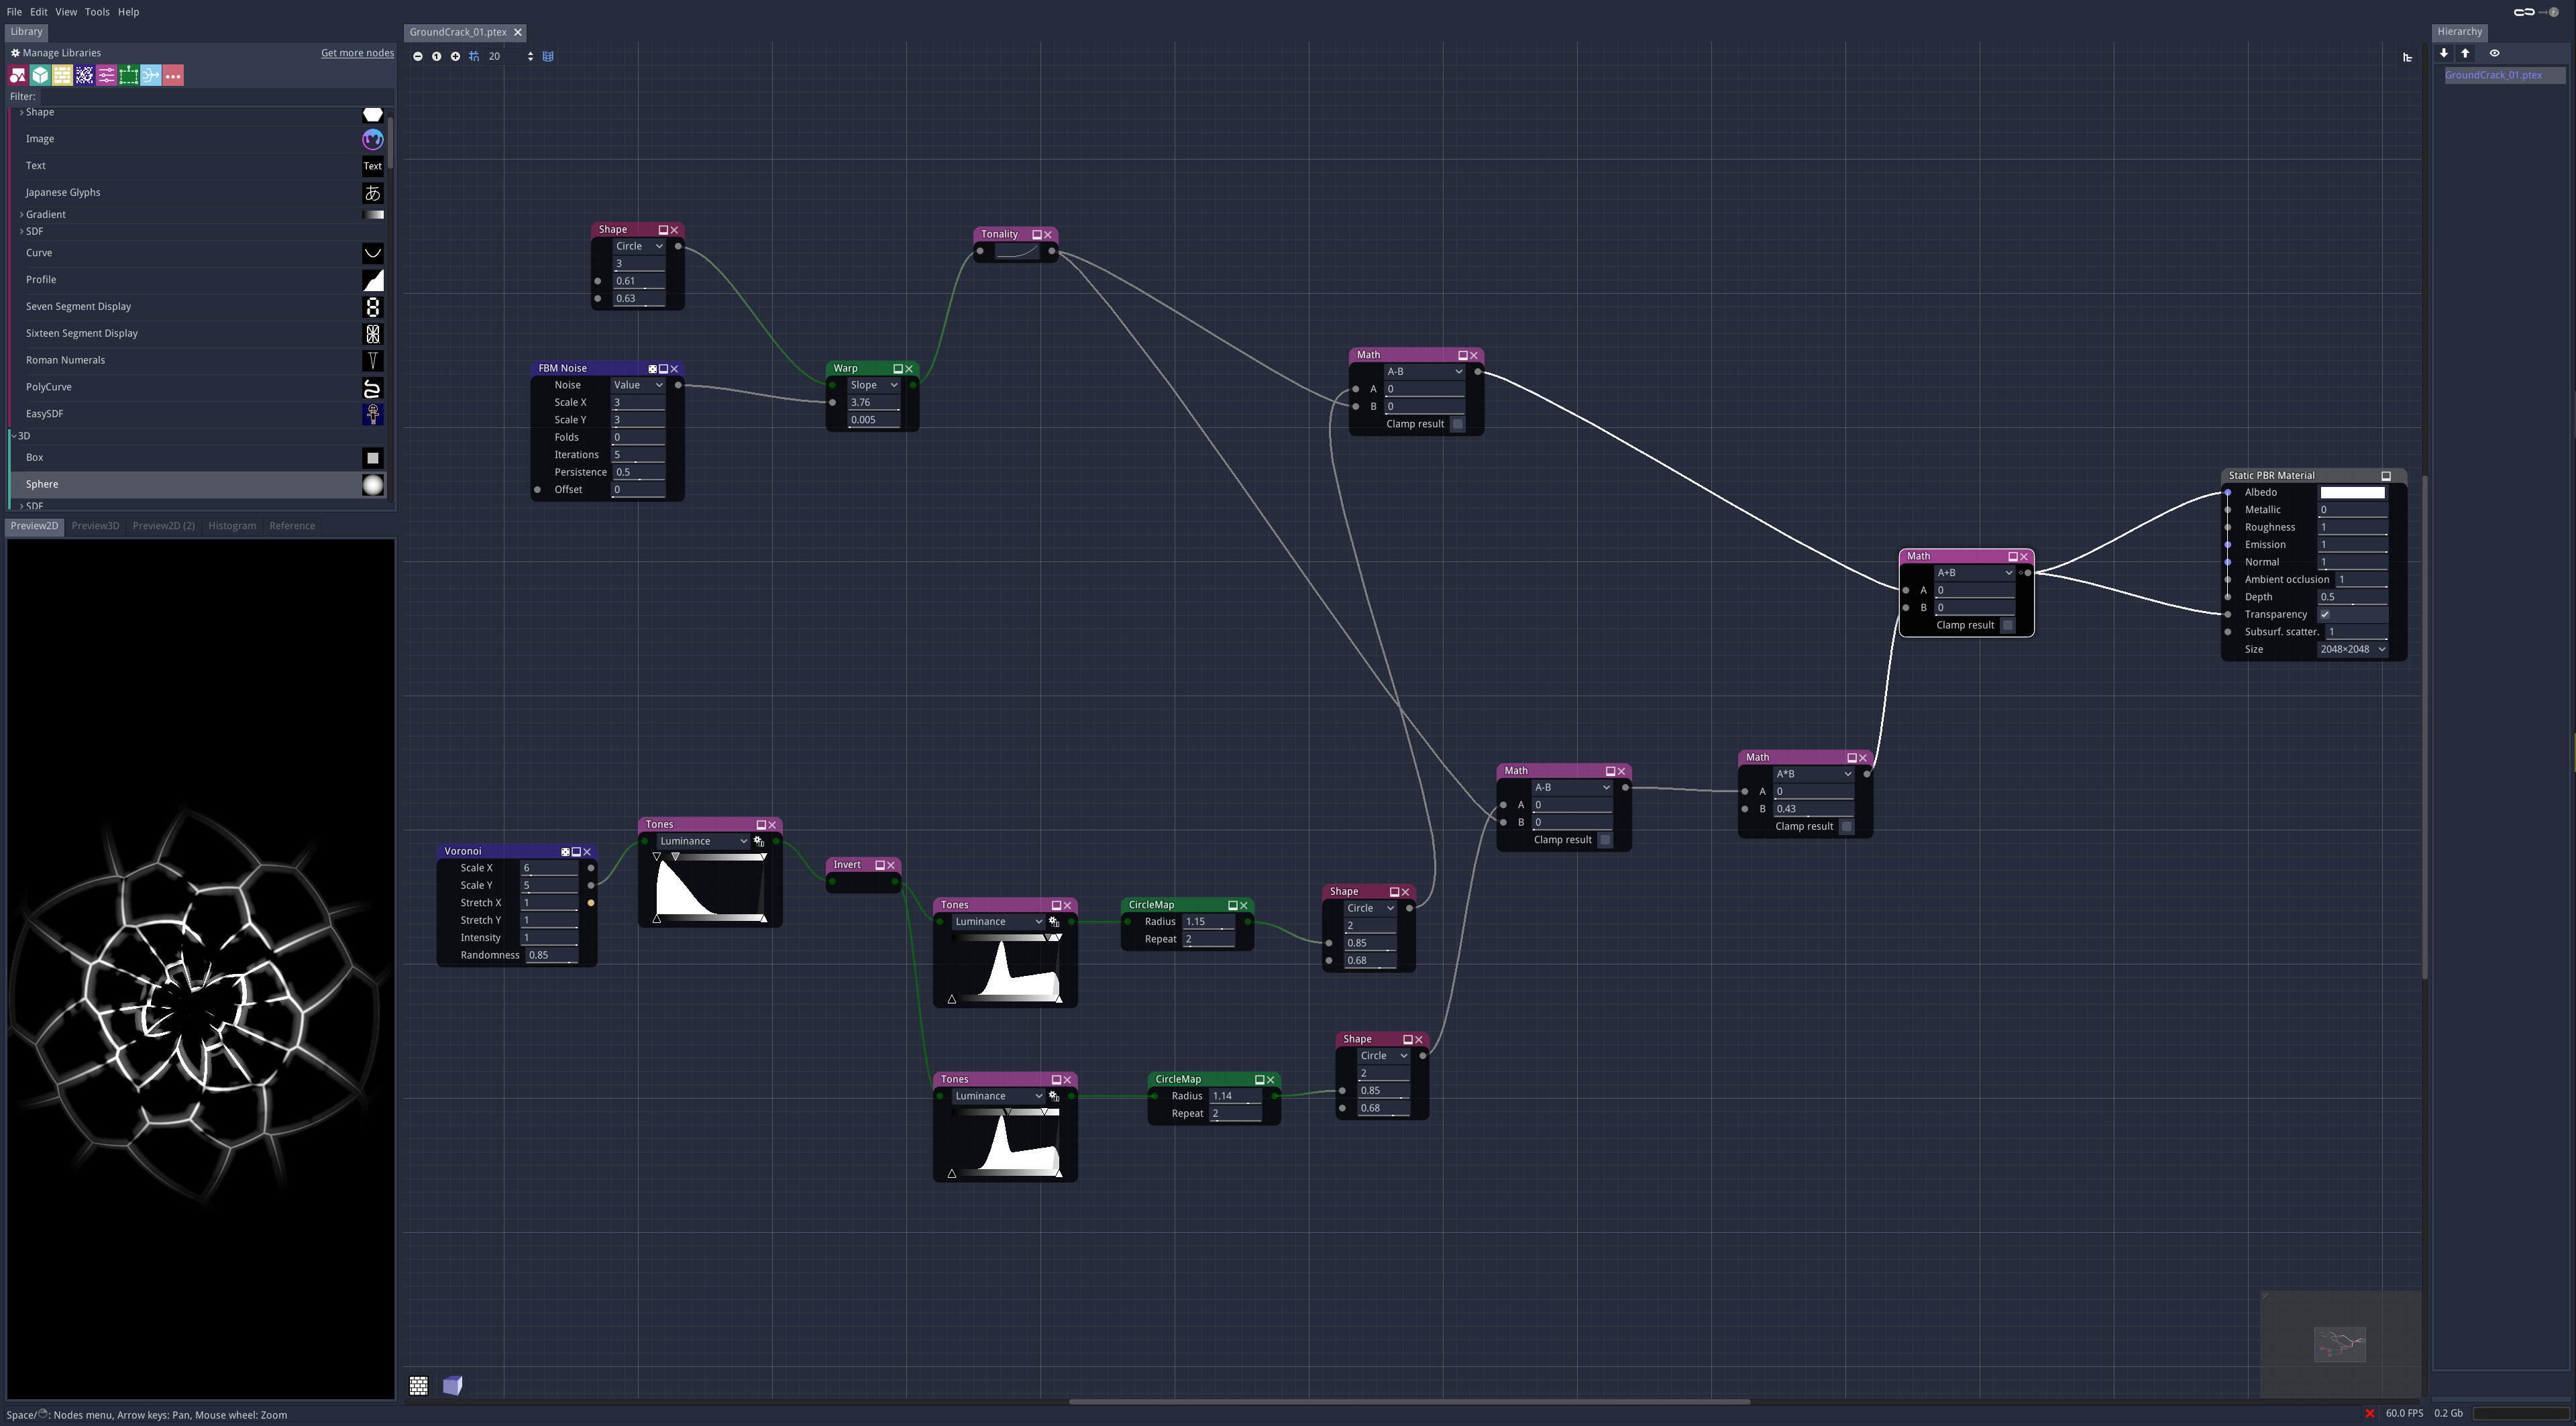 File Edit View Tools Help
Library
Manage Libraries Get more nodes
Filter:
Shape
Image
Text Text
Japanese Glyphs あ
Gradient
SDF
Curve
Profile
Seven Segment Display
Sixteen Segment Display
Roman Numerals
PolyCurve
EasySDF
3D
Box
Sphere
SDF
Preview2D Preview3D Preview2D (2) Histogram Reference
GroundCrack_01.ptex
20
Shape
Circle
3
0.61
0.63
Tonality
FBM Noise
Noise Value
Scale X 3
Scale Y 3
Folds 0
Iterations 5
Persistence 0.5
Offset 0
Warp
Slope
3.76
0.005
Math
A-B
A 0
B 0
Clamp result
Math
A+B
A 0
B 0
Clamp result
Static PBR Material
Albedo
Metallic 0
Roughness 1
Emission 1
Normal 1
Ambient occlusion 1
Depth 0.5
Transparency
Subsurf. scatter. 1
Size 2048×2048
Math
A-B
A 0
B 0
Clamp result
Math
A*B
A 0
B 0.43
Clamp result
Voronoi
Scale X 6
Scale Y 5
Stretch X 1
Stretch Y 1
Intensity 1
Randomness 0.85
Tones
Luminance
Invert
Tones
Luminance
CircleMap
Radius 1.15
Repeat 2
Shape
Circle
2
0.85
0.68
Tones
Luminance
CircleMap
Radius 1.14
Repeat 2
Shape
Circle
2
0.85
0.68
Hierarchy
GroundCrack_01.ptex
Space/ : Nodes menu, Arrow keys: Pan, Mouse wheel: Zoom
60.0 FPS 0.2 Gb